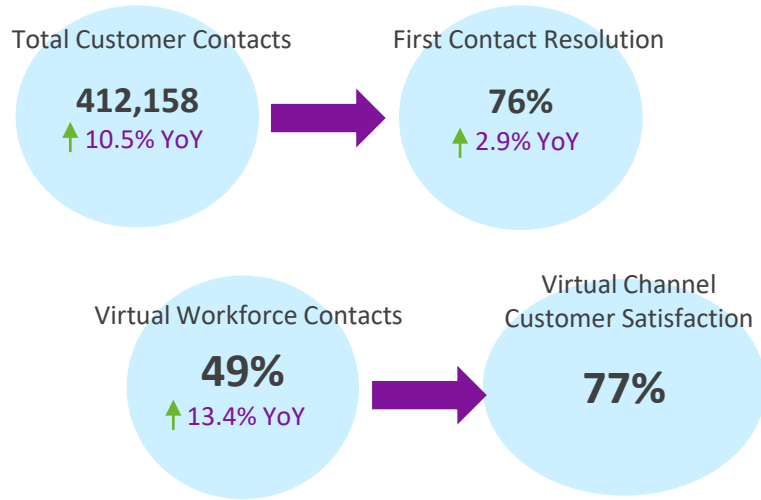 Total Customer Contacts
412,158
10.5% YoY
First Contact Resolution
76%
2.9% YoY
Virtual Workforce Contacts
49%
13.4% YoY
Virtual Channel
Customer Satisfaction
77%